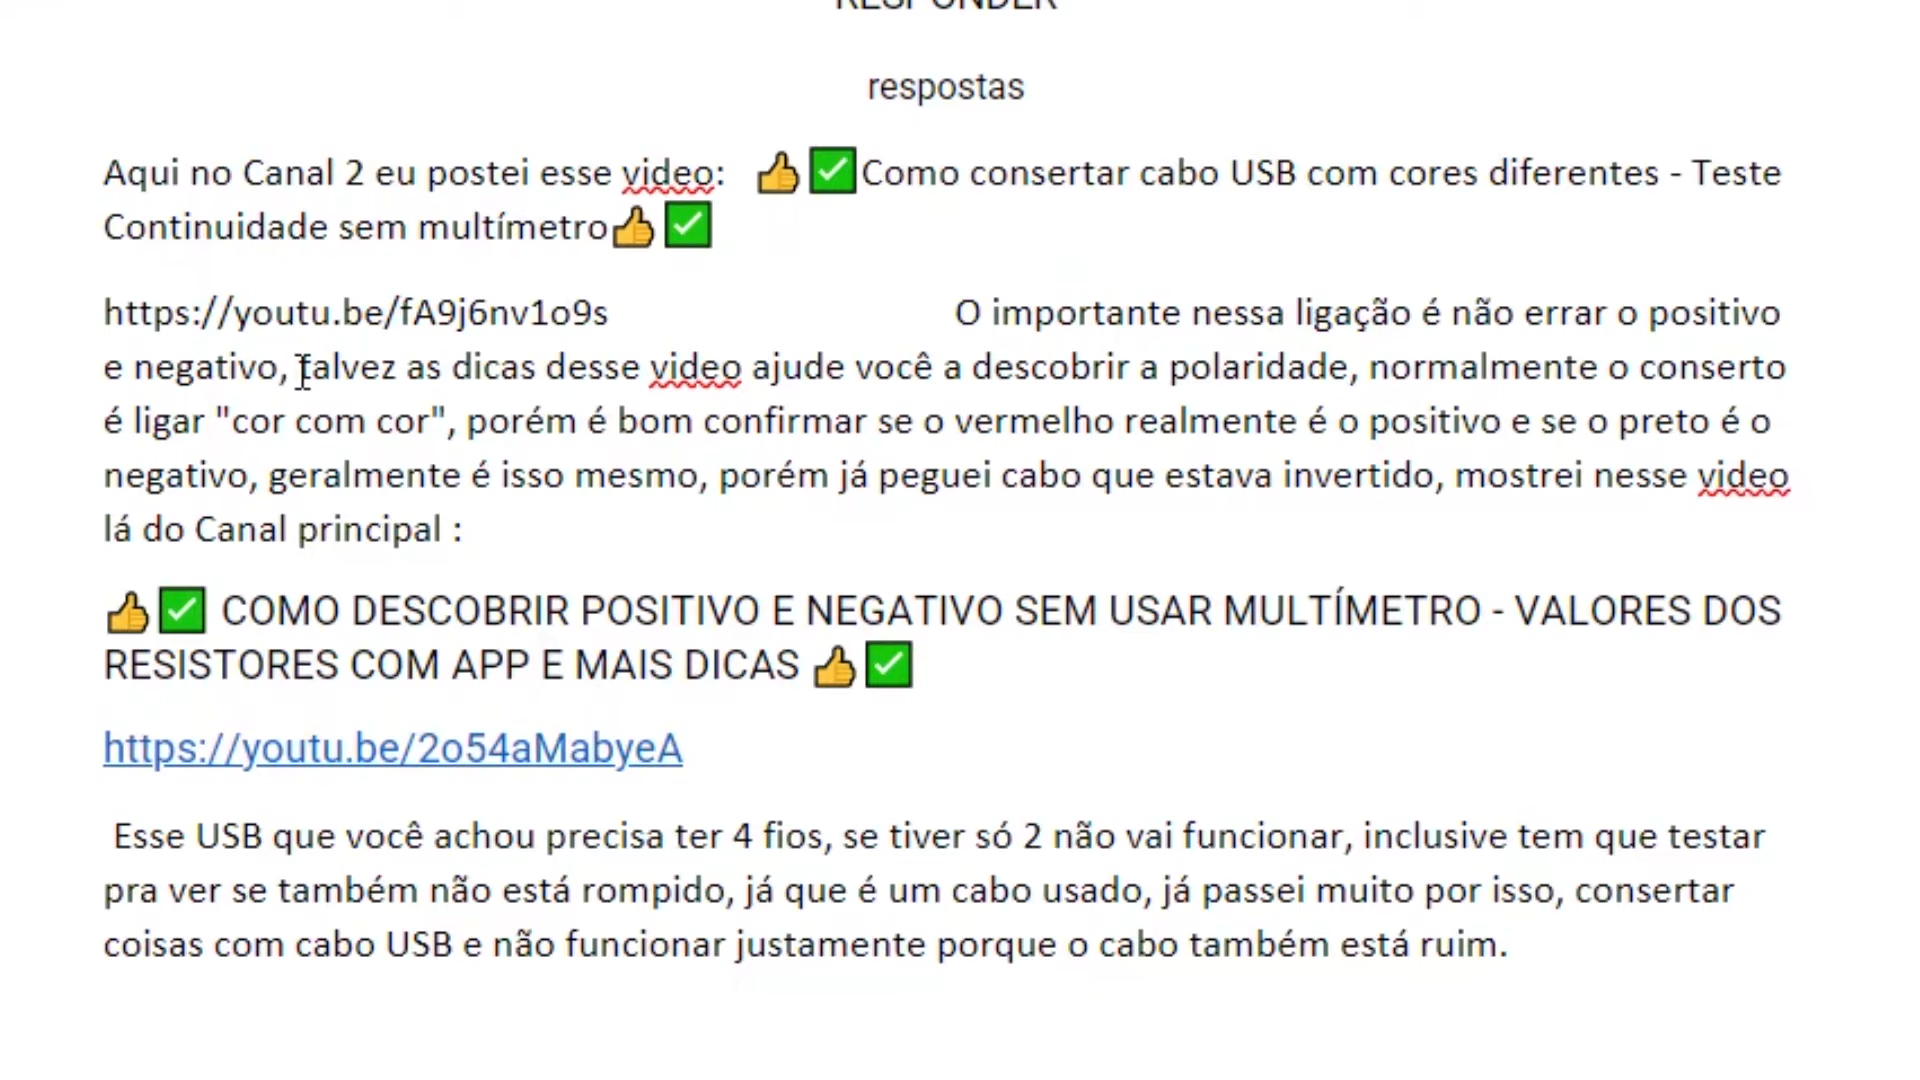 RESPONDER
respostas
Aqui no Canal 2 eu postei esse video: 👍✅Como consertar cabo USB com cores diferentes - Teste
Continuidade sem multímetro👍✅
https://youtu.be/fA9j6nv1o9s O importante nessa ligação é não errar o positivo
e negativo, talvez as dicas desse video ajude você a descobrir a polaridade, normalmente o conserto
é ligar "cor com cor", porém é bom confirmar se o vermelho realmente é o positivo e se o preto é o
negativo, geralmente é isso mesmo, porém já peguei cabo que estava invertido, mostrei nesse video
lá do Canal principal :
👍✅ COMO DESCOBRIR POSITIVO E NEGATIVO SEM USAR MULTÍMETRO - VALORES DOS
RESISTORES COM APP E MAIS DICAS 👍✅
https://youtu.be/2o54aMabyeA
Esse USB que você achou precisa ter 4 fios, se tiver só 2 não vai funcionar, inclusive tem que testar
pra ver se também não está rompido, já que é um cabo usado, já passei muito por isso, consertar
coisas com cabo USB e não funcionar justamente porque o cabo também está ruim.